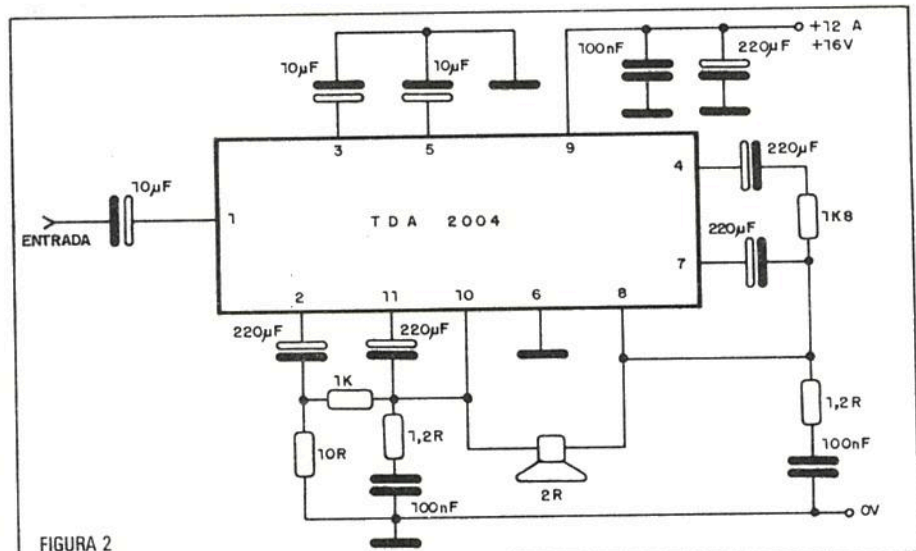 10µF
10µF
100nF
220µF
+12 A
+16V
3
5
9
10µF
ENTRADA
1
TDA 2004
4
220µF
1K8
220µF
7
2
11
10
6
8
220µF
220µF
1K
10R
1,2R
100nF
2R
1,2R
100nF
0V
FIGURA 2